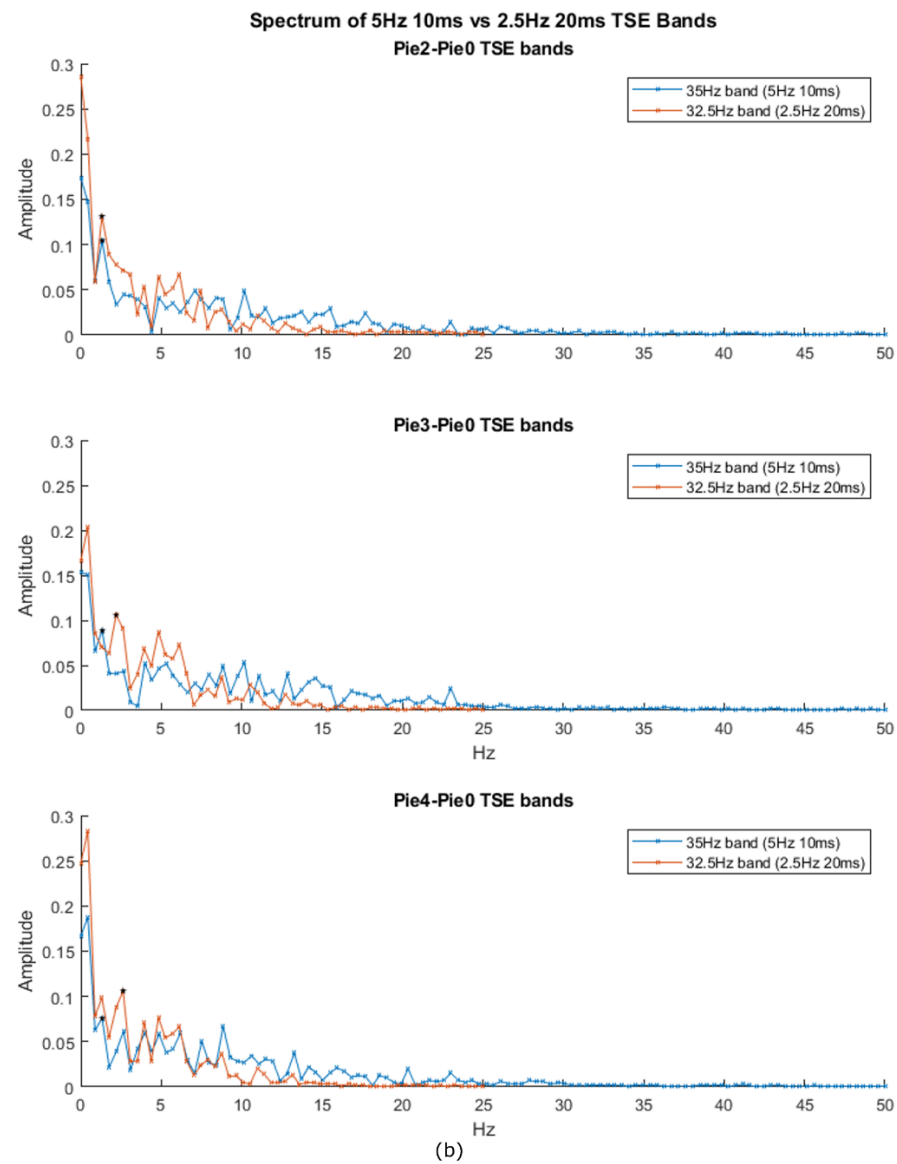 Spectrum of 5Hz 10ms vs 2.5Hz 20ms TSE Bands
Pie2-Pie0 TSE bands
0.3
0.25
0.2
0.15
0.1
0.05
0
Amplitude
35Hz band (5Hz 10ms)
32.5Hz band (2.5Hz 20ms)
0 5 10 15 20 25 30 35 40 45 50
Pie3-Pie0 TSE bands
0.3
0.25
0.2
0.15
0.1
0.05
0
Amplitude
35Hz band (5Hz 10ms)
32.5Hz band (2.5Hz 20ms)
0 5 10 15 20 25 30 35 40 45 50
Hz
Pie4-Pie0 TSE bands
0.3
0.25
0.2
0.15
0.1
0.05
0
Amplitude
35Hz band (5Hz 10ms)
32.5Hz band (2.5Hz 20ms)
0 5 10 15 20 25 30 35 40 45 50
Hz
(b)